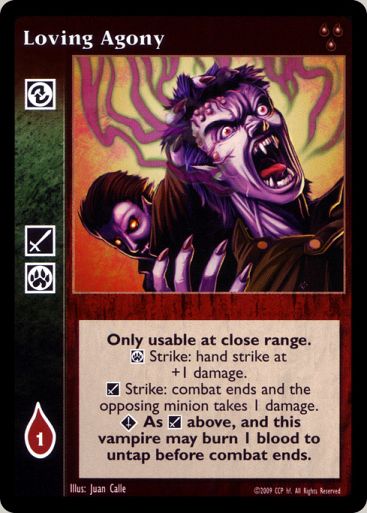 Loving Agony
Only usable at close range.
Strike: hand strike at
+1 damage.
Strike: combat ends and the
opposing minion takes 1 damage.
As above, and this
vampire may burn 1 blood to
untap before combat ends.
1
Illus: Juan Calle
©2009 CCP hf. All Rights Reserved